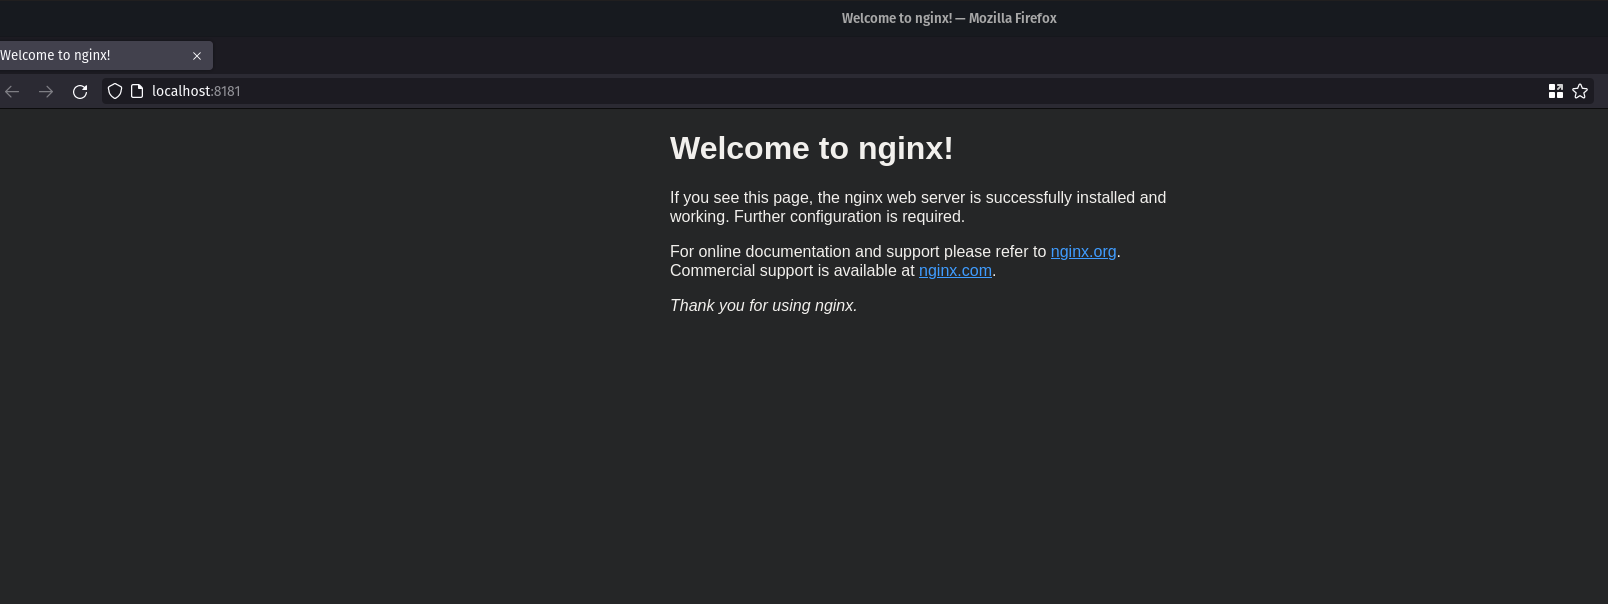 Welcome to nginx! — Mozilla Firefox
Welcome to nginx!
localhost:8181
Welcome to nginx!
If you see this page, the nginx web server is successfully installed and
working. Further configuration is required.
For online documentation and support please refer to nginx.org.
Commercial support is available at nginx.com.
Thank you for using nginx.